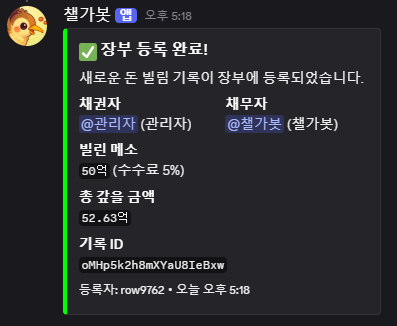 챌가봇 앱 오후 5:18
✅ 장부 등록 완료!
새로운 돈 빌림 기록이 장부에 등록되었습니다.
채권자 채무자
@관리자 (관리자) @챌가봇 (챌가봇)
빌린 메소
50억 (수수료 5%)
총 갚을 금액
52.63억
기록 ID
oMHp5k2h8mXYaU8IeBxw
등록자: row9762 • 오늘 오후 5:18